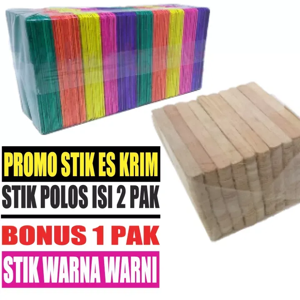 PROMO STIK ES KRIM
STIK POLOS ISI 2 PAK
BONUS 1 PAK
STIK WARNA WARNI